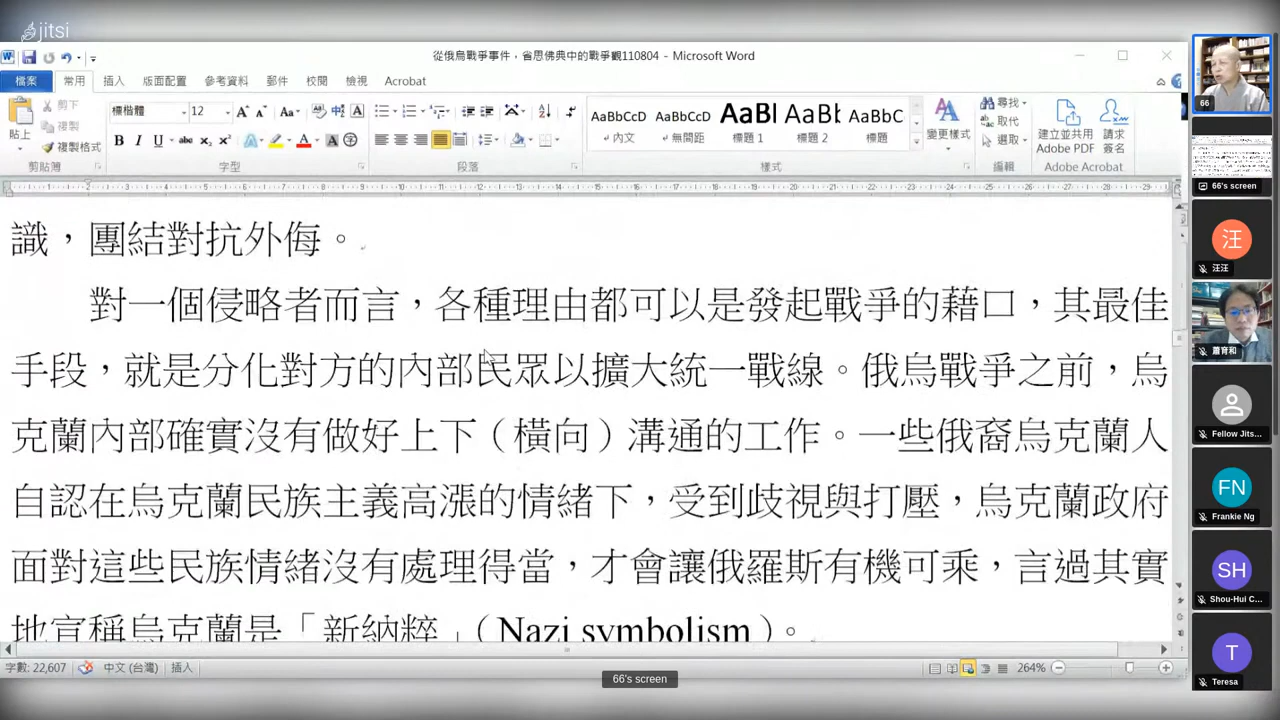 jitsi
從俄烏戰爭事件，省思佛典中的戰爭觀110804 - Microsoft Word
檔案 常用 插入 版面配置 參考資料 郵件 校閱 檢視 Acrobat
貼上 剪下 複製 複製格式 剪貼簿
標楷體 12 字型
段落
AaBbCcD 內文 AaBbCcD 無間距 AaBl 標題 1 AaBb 標題 2 AaBbC 標題 變更樣式 樣式
尋找 取代 選取 編輯
建立並共用 Adobe PDF 請求簽名 Adobe Acrobat
識，團結對抗外侮。
對一個侵略者而言，各種理由都可以是發起戰爭的藉口，其最佳
手段，就是分化對方的內部民眾以擴大統一戰線。俄烏戰爭之前，烏
克蘭內部確實沒有做好上下（橫向）溝通的工作。一些俄裔烏克蘭人
自認在烏克蘭民族主義高漲的情緒下，受到歧視與打壓，烏克蘭政府
面對這些民族情緒沒有處理得當，才會讓俄羅斯有機可乘，言過其實
地宣稱烏克蘭是「新納粹」（Nazi symbolism）。
字數: 22,607 中文 (台灣) 插入 264%
66's screen
66
66's screen
汪
汪汪
蕭育和
Fellow Jits...
FN
Frankie Ng
SH
Shou-Hui C...
T
Teresa